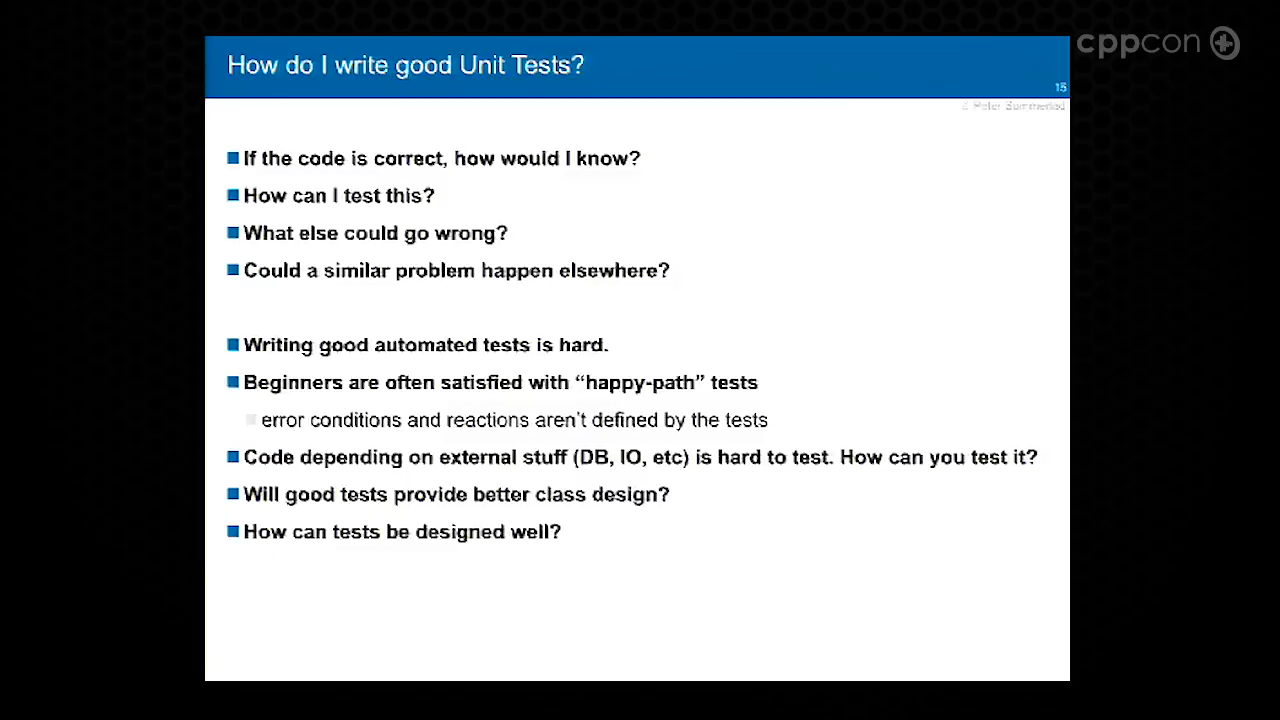 cppcon
How do I write good Unit Tests?
15
Peter Sommerlad
If the code is correct, how would I know?
How can I test this?
What else could go wrong?
Could a similar problem happen elsewhere?
Writing good automated tests is hard.
Beginners are often satisfied with “happy-path” tests
error conditions and reactions aren’t defined by the tests
Code depending on external stuff (DB, IO, etc) is hard to test. How can you test it?
Will good tests provide better class design?
How can tests be designed well?